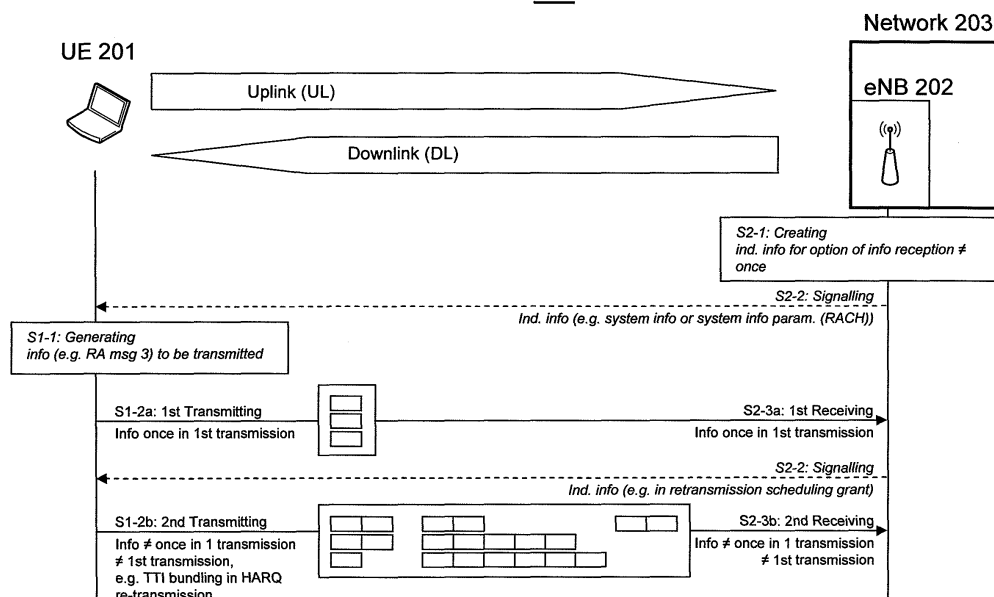 Network 203
UE 201
eNB 202
Uplink (UL)
Downlink (DL)
S2-1: Creating
ind. info for option of info reception ≠
once
S2-2: Signalling
Ind. info (e.g. system info or system info param. (RACH))
S1-1: Generating
info (e.g. RA msg 3) to be transmitted
S1-2a: 1st Transmitting
Info once in 1st transmission
S2-3a: 1st Receiving
Info once in 1st transmission
S2-2: Signalling
Ind. info (e.g. in retransmission scheduling grant)
S1-2b: 2nd Transmitting
Info ≠ once in 1 transmission
≠ 1st transmission,
e.g. TTI bundling in HARQ
re-transmission
S2-3b: 2nd Receiving
Info ≠ once in 1 transmission
≠ 1st transmission